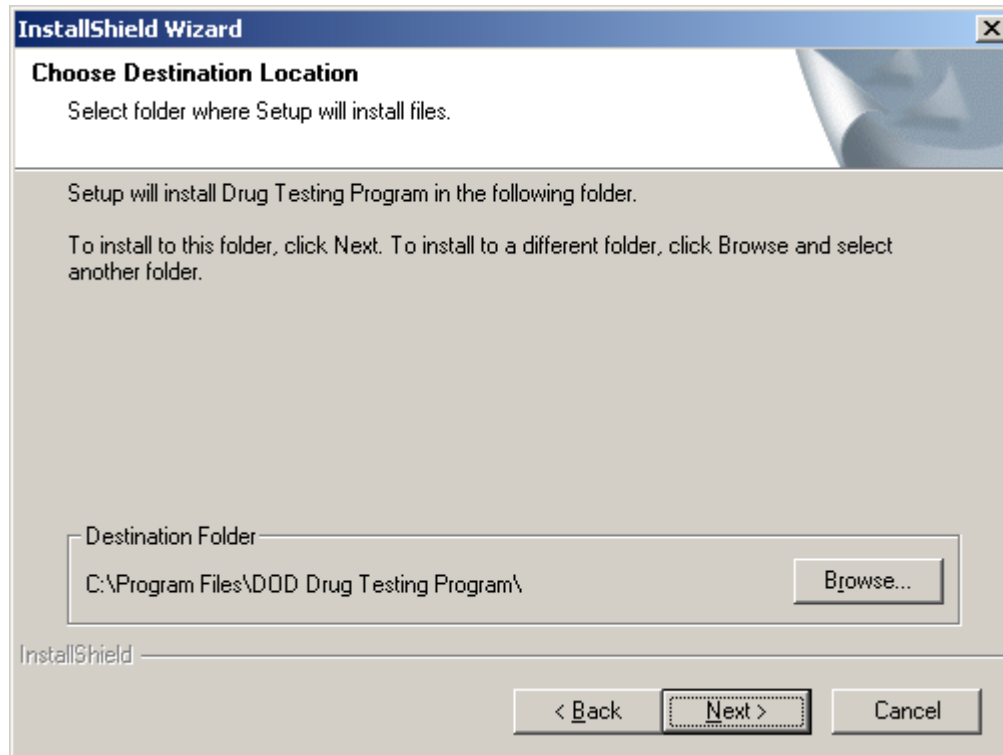 InstallShield Wizard
Choose Destination Location
Select folder where Setup will install files.
Setup will install Drug Testing Program in the following folder.
To install to this folder, click Next. To install to a different folder, click Browse and select
another folder.
Destination Folder
C:\Program Files\DOD Drug Testing Program\
Browse...
InstallShield
< Back
Next >
Cancel